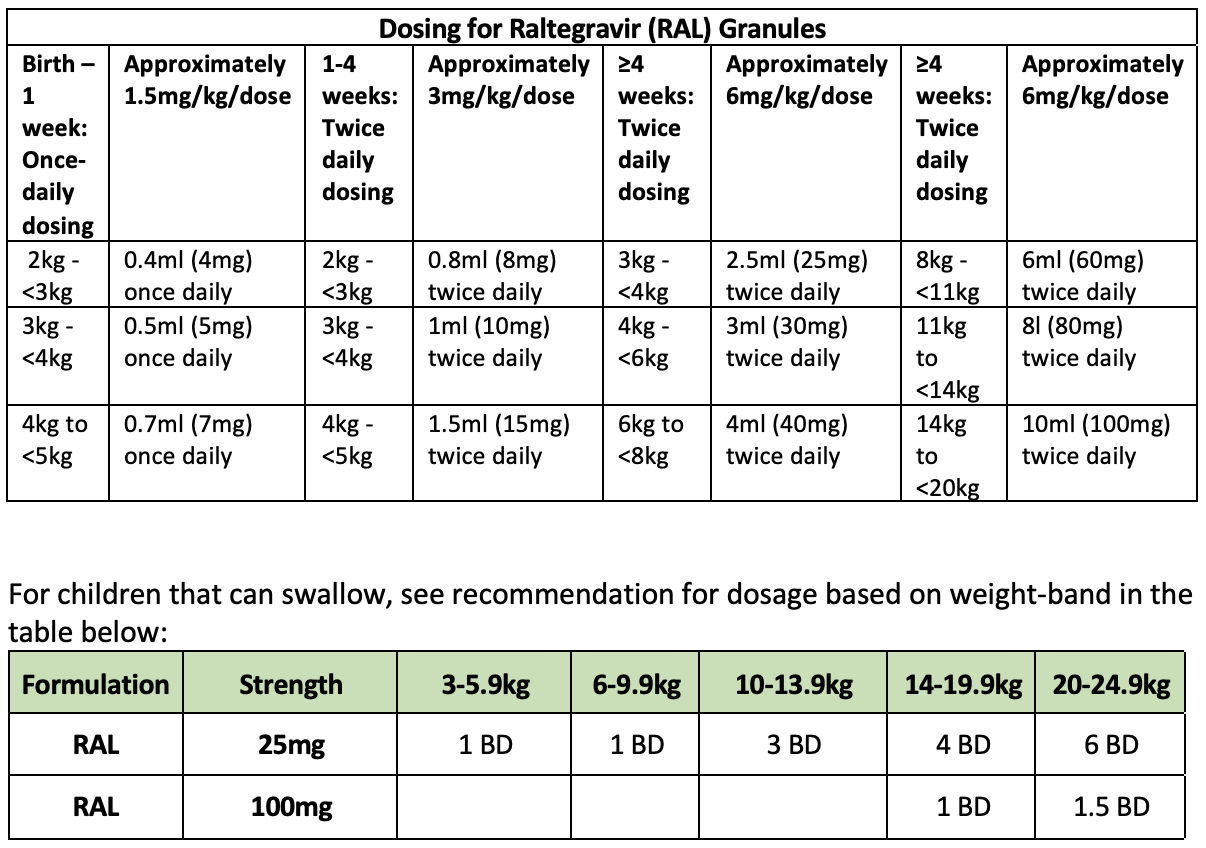 Dosing for Raltegravir (RAL) Granules
Birth – 1 week: Once-daily dosing | Approximately 1.5mg/kg/dose | 1-4 weeks: Twice daily dosing | Approximately 3mg/kg/dose | ≥4 weeks: Twice daily dosing | Approximately 6mg/kg/dose | ≥4 weeks: Twice daily dosing | Approximately 6mg/kg/dose
2kg - <3kg | 0.4ml (4mg) once daily | 2kg - <3kg | 0.8ml (8mg) twice daily | 3kg - <4kg | 2.5ml (25mg) twice daily | 8kg - <11kg | 6ml (60mg) twice daily
3kg - <4kg | 0.5ml (5mg) once daily | 3kg - <4kg | 1ml (10mg) twice daily | 4kg - <6kg | 3ml (30mg) twice daily | 11kg to <14kg | 8l (80mg) twice daily
4kg to <5kg | 0.7ml (7mg) once daily | 4kg - <5kg | 1.5ml (15mg) twice daily | 6kg to <8kg | 4ml (40mg) twice daily | 14kg to <20kg | 10ml (100mg) twice daily
For children that can swallow, see recommendation for dosage based on weight-band in the
table below:
Formulation | Strength | 3-5.9kg | 6-9.9kg | 10-13.9kg | 14-19.9kg | 20-24.9kg
RAL | 25mg | 1 BD | 1 BD | 3 BD | 4 BD | 6 BD
RAL | 100mg | | | | 1 BD | 1.5 BD